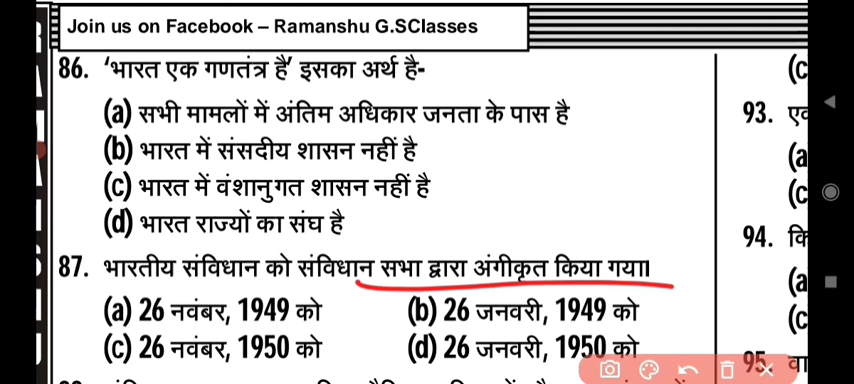 Join us on Facebook – Ramanshu G.SClasses
86. ‘भारत एक गणतंत्र है’ इसका अर्थ है-
(a) सभी मामलों में अंतिम अधिकार जनता के पास है
(b) भारत में संसदीय शासन नहीं है
(c) भारत में वंशानुगत शासन नहीं है
(d) भारत राज्यों का संघ है
87. भारतीय संविधान को संविधान सभा द्वारा अंगीकृत किया गया।
(a) 26 नवंबर, 1949 को (b) 26 जनवरी, 1949 को
(c) 26 नवंबर, 1950 को (d) 26 जनवरी, 1950 को
(c
93.
(a
(c
94.
(a
(c
95.